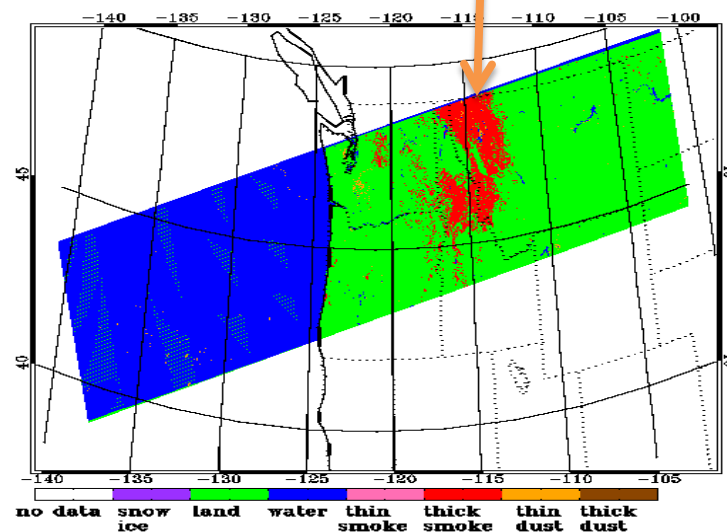 -140 -135 -130 -125 -120 -115 -110 -100
45
40
-140 -135 -130 -125 -120 -115 -110 -105
no data snow ice land water thin smoke thick smoke thin dust thick dust